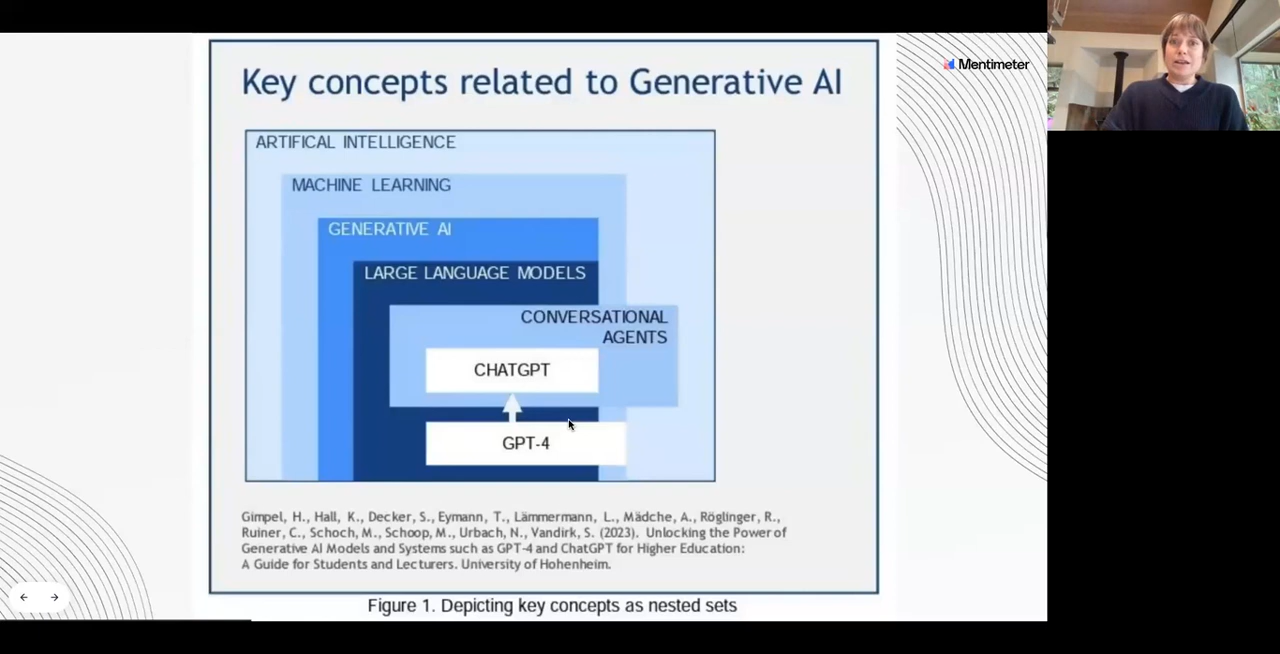 Mentimeter
Key concepts related to Generative AI
ARTIFICAL INTELLIGENCE
MACHINE LEARNING
GENERATIVE AI
LARGE LANGUAGE MODELS
CONVERSATIONAL
AGENTS
CHATGPT
GPT-4
Gimpel, H., Hall, K., Decker, S., Eymann, T., Lämmermann, L., Mädche, A., Röglinger, R.,
Ruiner, C., Schoch, M., Schoop, M., Urbach, N., Vandirk, S. (2023). Unlocking the Power of
Generative AI Models and Systems such as GPT-4 and ChatGPT for Higher Education:
A Guide for Students and Lecturers. University of Hohenheim.
Figure 1. Depicting key concepts as nested sets